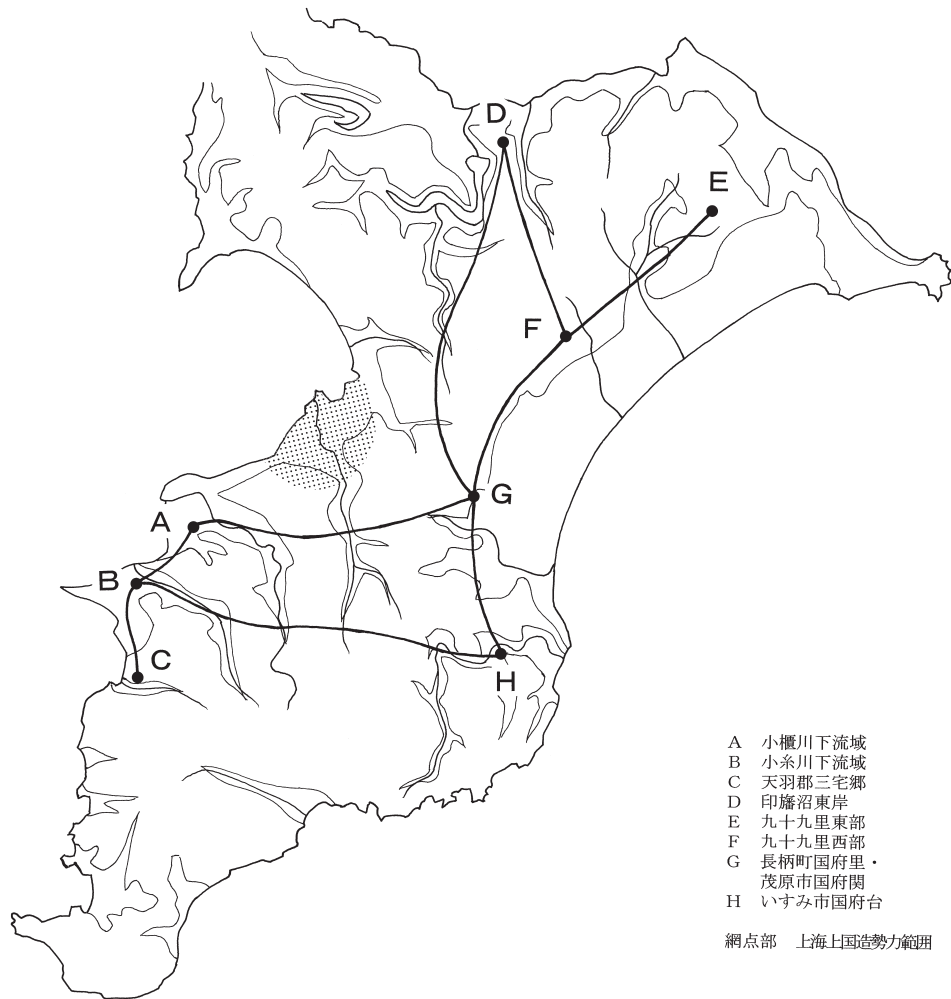 D
E
F
G
A
B
C
H
A 小櫃川下流域
B 小糸川下流域
C 天羽郡三宅郷
D 印旛沼東岸
E 九十九里東部
F 九十九里西部
G 長柄町国府里・
茂原市国府関
H いすみ市国府台
網点部 上海上国造勢力範囲